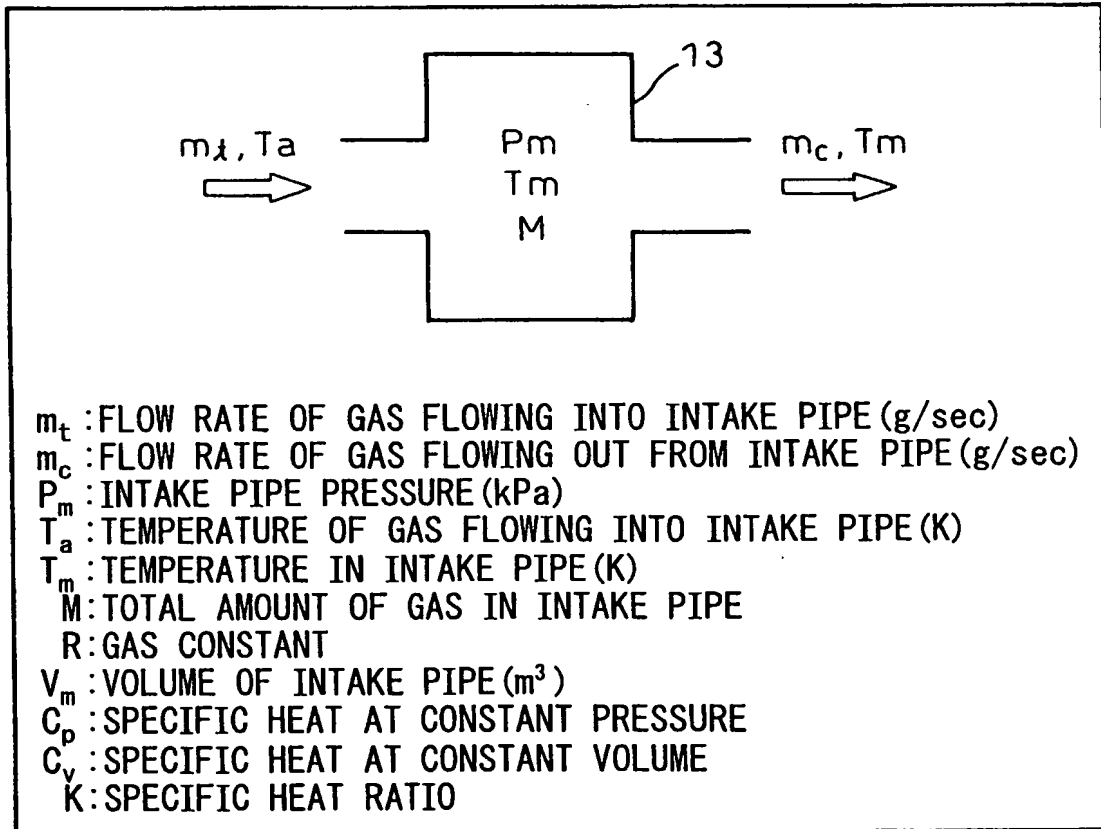 13
mt, Ta
Pm
Tm
M
mc, Tm
mt:FLOW RATE OF GAS FLOWING INTO INTAKE PIPE(g/sec)
mc:FLOW RATE OF GAS FLOWING OUT FROM INTAKE PIPE(g/sec)
Pm:INTAKE PIPE PRESSURE(kPa)
Ta:TEMPERATURE OF GAS FLOWING INTO INTAKE PIPE(K)
Tm:TEMPERATURE IN INTAKE PIPE(K)
M:TOTAL AMOUNT OF GAS IN INTAKE PIPE
R:GAS CONSTANT
Vm:VOLUME OF INTAKE PIPE(m³)
Cp:SPECIFIC HEAT AT CONSTANT PRESSURE
Cv:SPECIFIC HEAT AT CONSTANT VOLUME
K:SPECIFIC HEAT RATIO